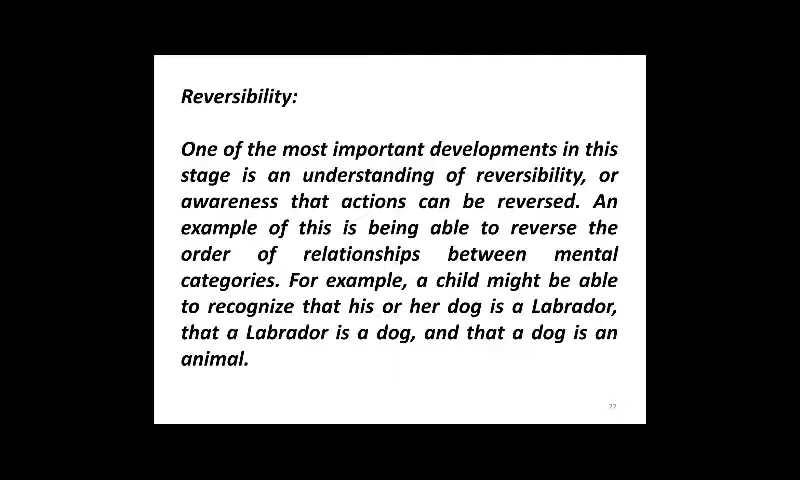 Reversibility:
One of the most important developments in this
stage is an understanding of reversibility, or
awareness that actions can be reversed. An
example of this is being able to reverse the
order of relationships between mental
categories. For example, a child might be able
to recognize that his or her dog is a Labrador,
that a Labrador is a dog, and that a dog is an
animal.
22